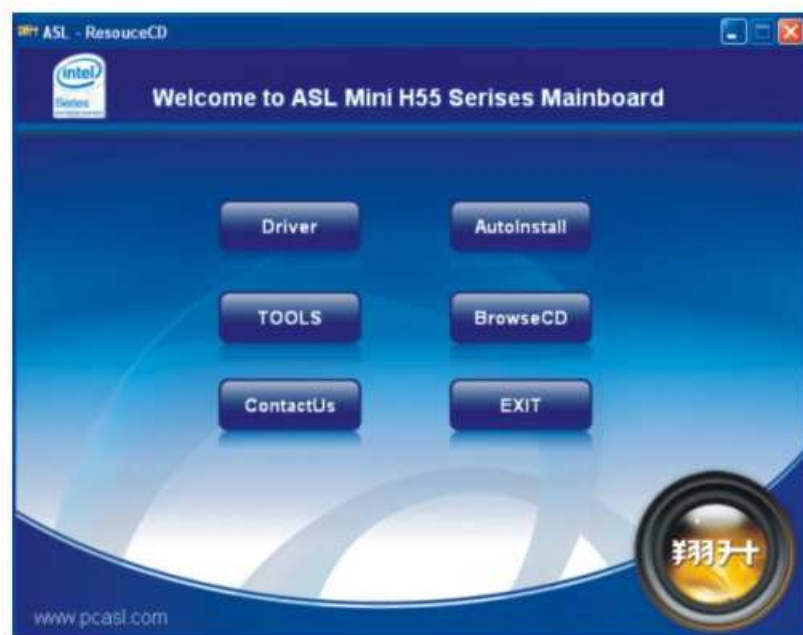 ASL - ResouceCD
intel
Series
Welcome to ASL Mini H55 Serises Mainboard
Driver
AutoInstall
TOOLS
BrowseCD
ContactUs
EXIT
翔升
www.pcasl.com